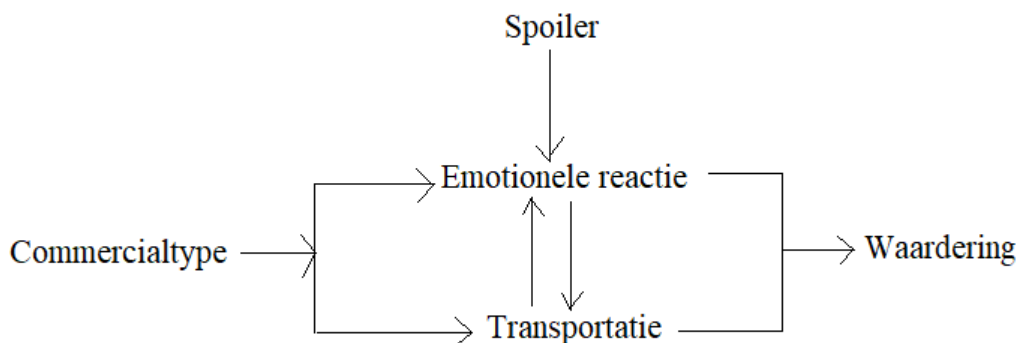 Spoiler
Emotionele reactie
Commercialtype
Waardering
Transportatie